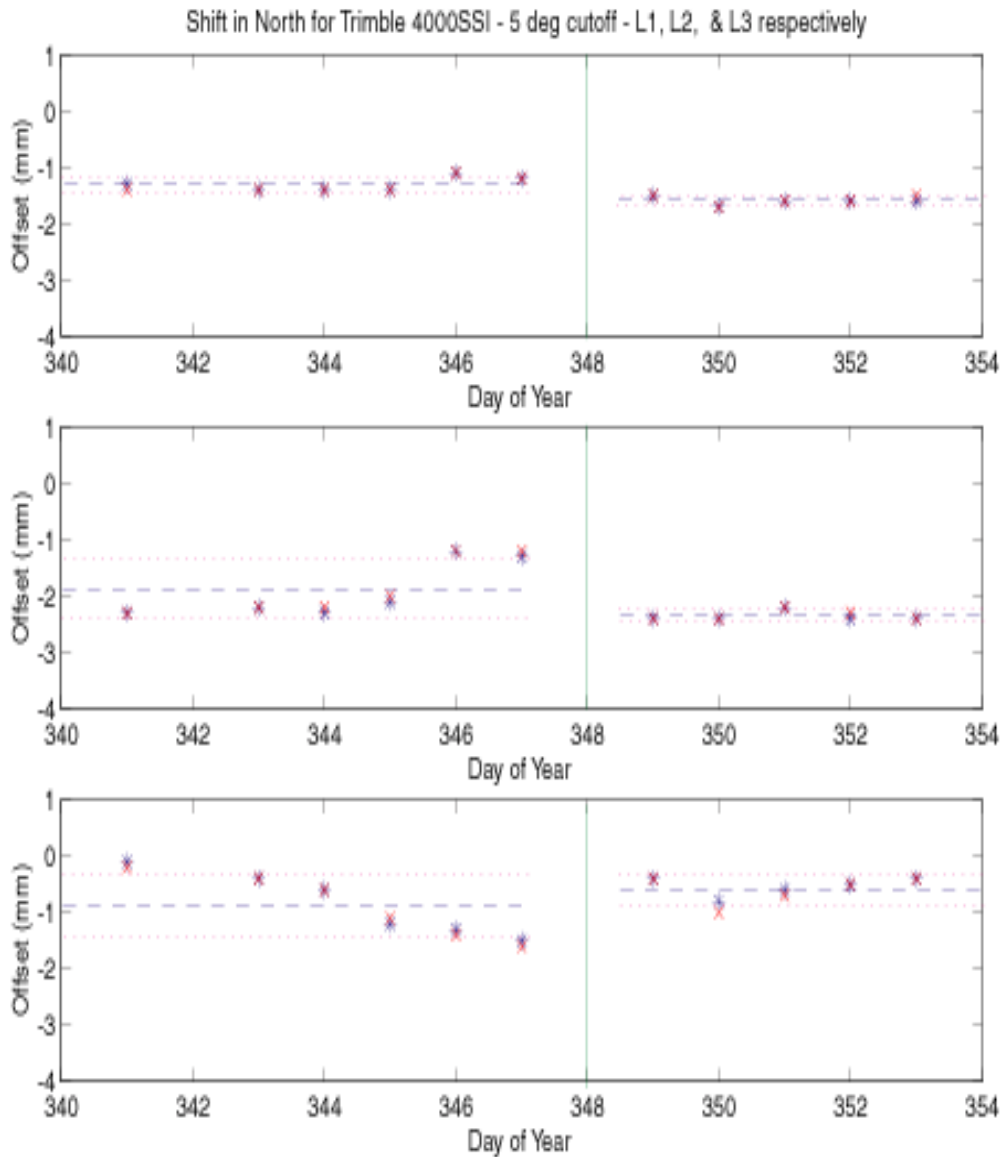 Shift in North for Trimble 4000SSI - 5 deg cutoff - L1, L2, & L3 respectively
1
0
-1
-2
-3
-4
Offset (mm)
340 342 344 346 348 350 352 354
Day of Year
1
0
-1
-2
-3
-4
Offset (mm)
340 342 344 346 348 350 352 354
Day of Year
1
0
-1
-2
-3
-4
Offset (mm)
340 342 344 346 348 350 352 354
Day of Year